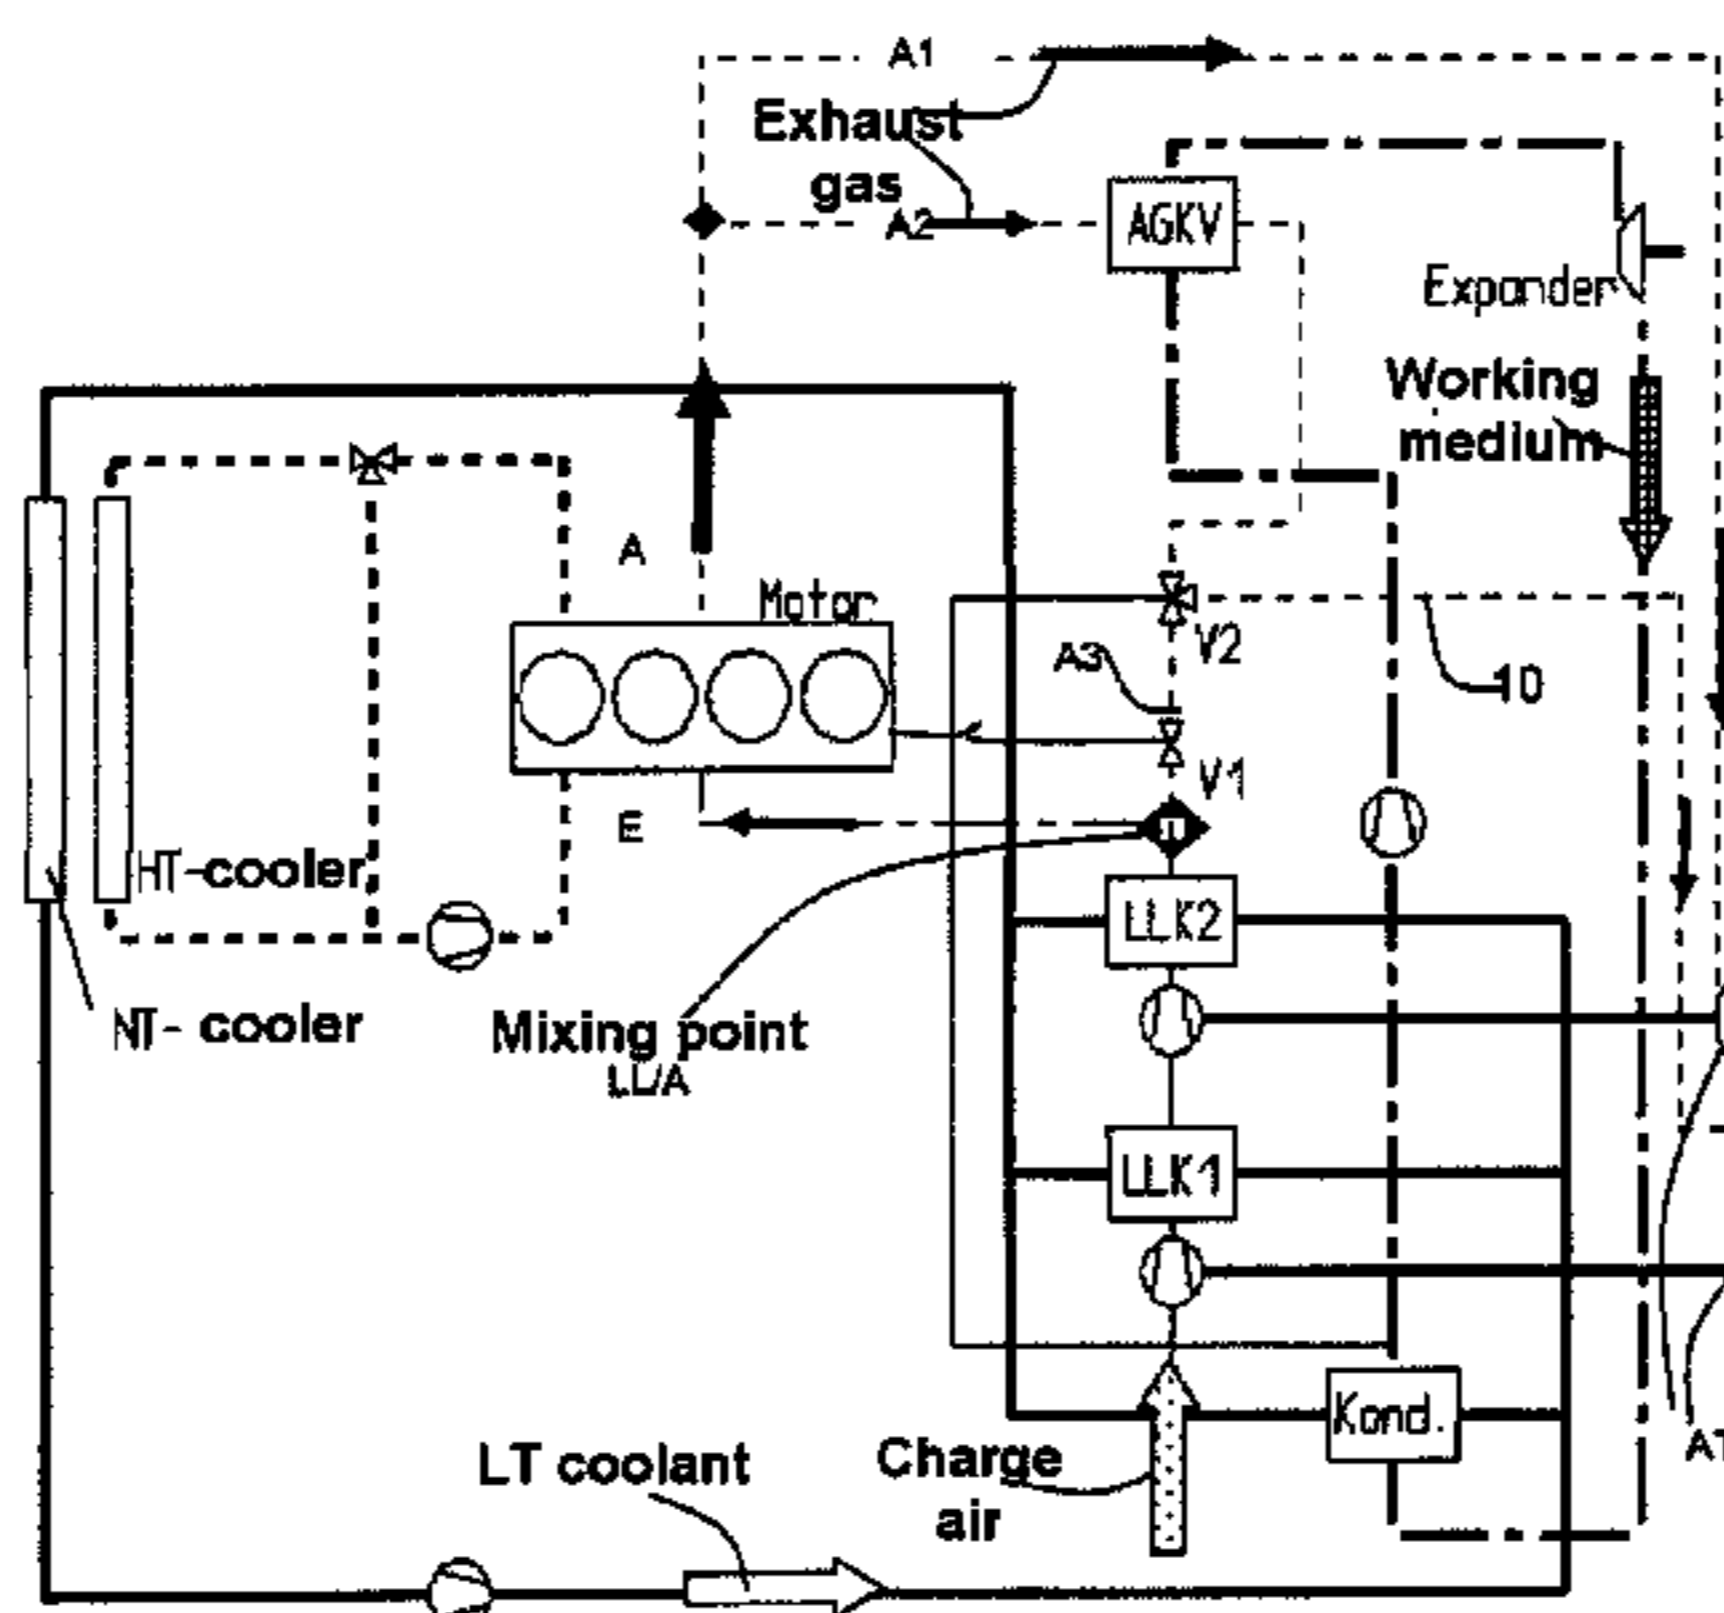 A1
Exhaust
gas
A2
AGKV
Expander
Working
medium
A
Motor
V2
A3
10
V1
E
HT-cooler
LLK2
NT- cooler
Mixing point
LL/A
LLK1
Kond.
LT coolant
Charge
air
AT